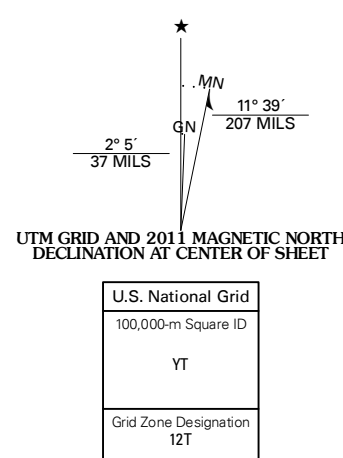 ★
MN
GN
11° 39´
207 MILS
2° 5´
37 MILS
UTM GRID AND 2011 MAGNETIC NORTH
DECLINATION AT CENTER OF SHEET
U.S. National Grid
100,000-m Square ID
YT
Grid Zone Designation
12T